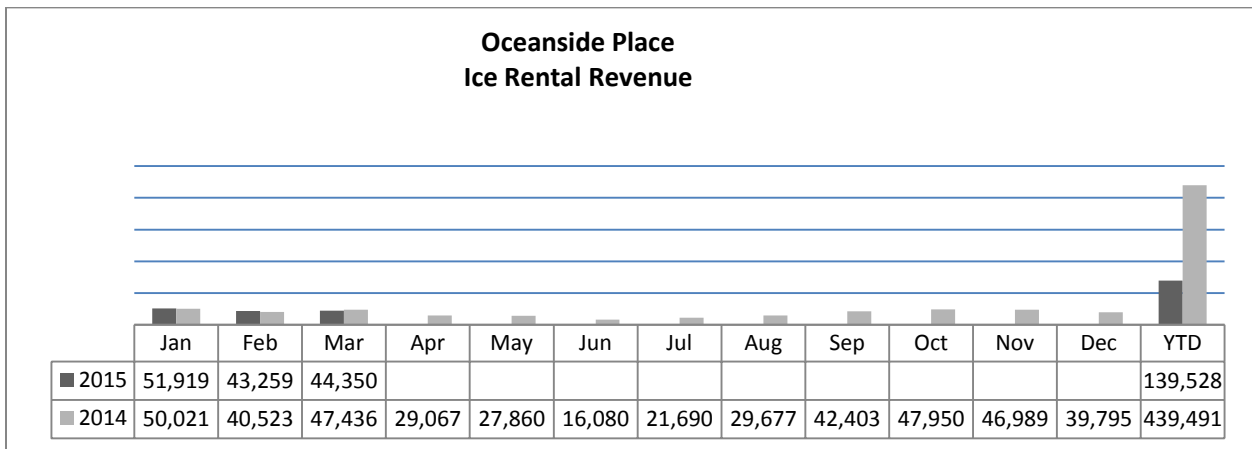 Oceanside Place
Ice Rental Revenue
Jan Feb Mar Apr May Jun Jul Aug Sep Oct Nov Dec YTD
2015 51,919 43,259 44,350 139,528
2014 50,021 40,523 47,436 29,067 27,860 16,080 21,690 29,677 42,403 47,950 46,989 39,795 439,491